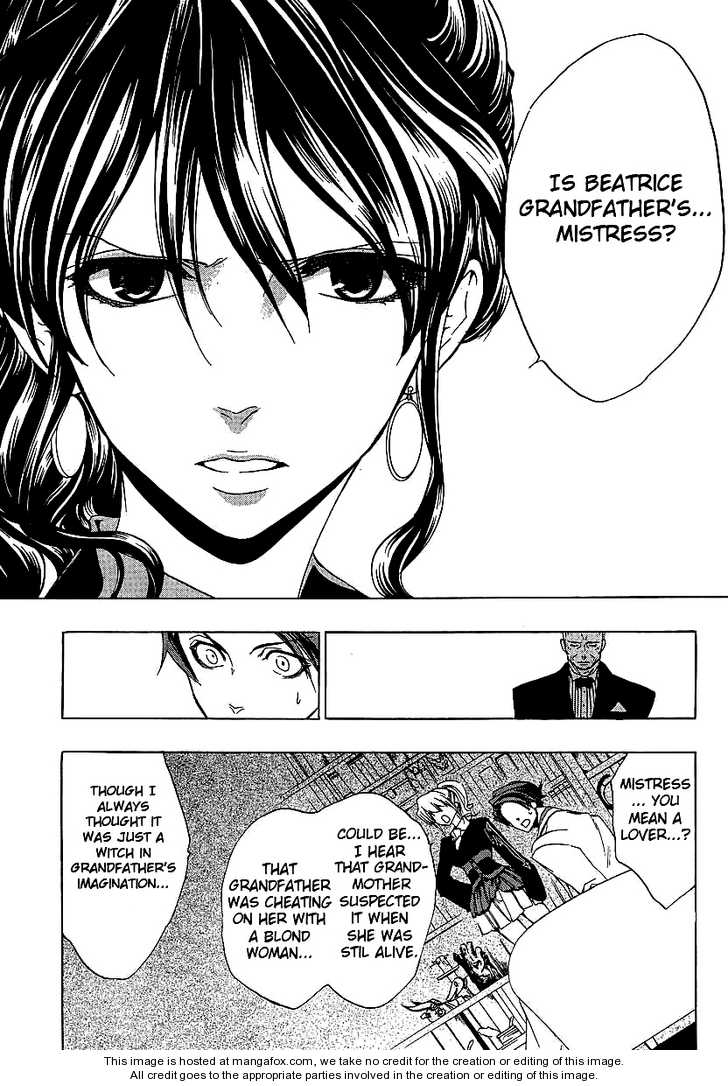 IS BEATRICE
GRANDFATHER'S...
MISTRESS?
MISTRESS
... YOU
MEAN A
LOVER...?
COULD BE...
I HEAR
THAT GRAND-
MOTHER
SUSPECTED
IT WHEN
SHE WAS
STIL ALIVE.
THAT
GRANDFATHER
WAS CHEATING
ON HER WITH
A BLOND
WOMAN...
THOUGH I
ALWAYS
THOUGHT IT
WAS JUST A
WITCH IN
GRANDFATHER'S
IMAGINATION...
This image is hosted at mangafox.com, we take no credit for the creation or editing of this image.
All credit goes to the appropriate parties involved in the creation or editing of this image.